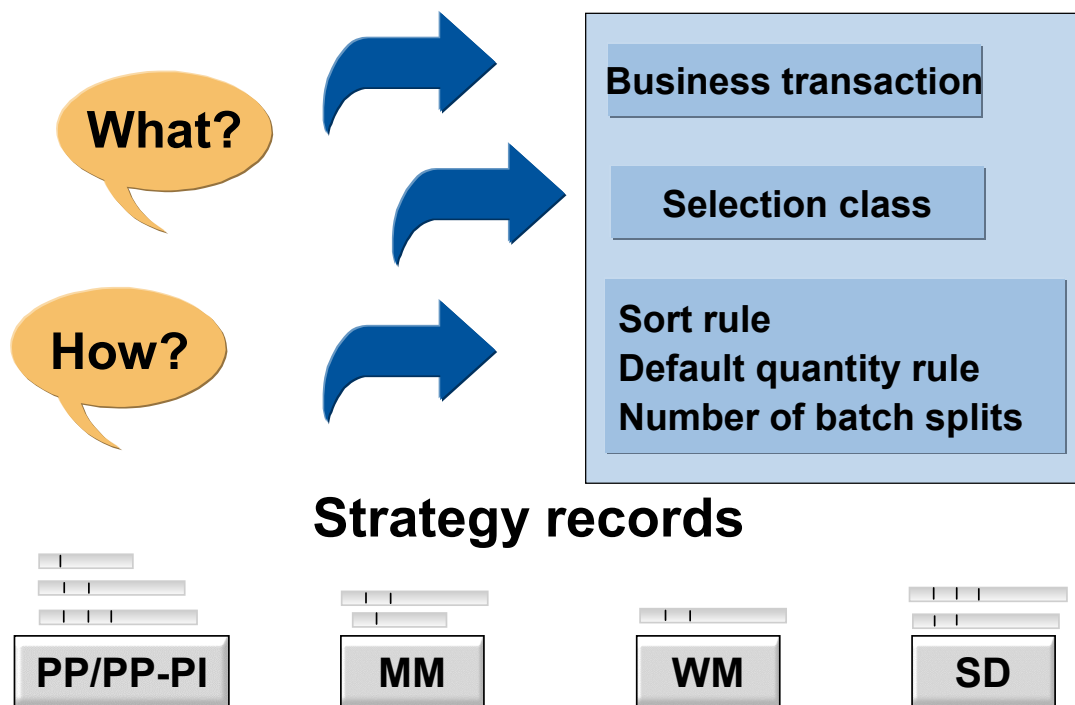 What?
Business transaction
Selection class
How?
Sort rule
Default quantity rule
Number of batch splits
Strategy records
PP/PP-PI
MM
WM
SD